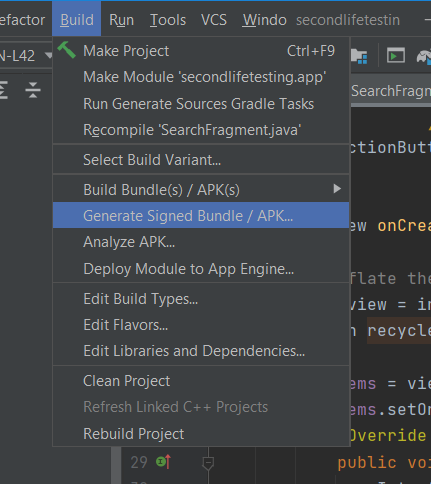 efactor Build Run Tools VCS Windo secondlifetestin
N-L42
Make Project Ctrl+F9
Make Module 'secondlifetesting.app'
Run Generate Sources Gradle Tasks
Recompile 'SearchFragment.java'
Select Build Variant...
Build Bundle(s) / APK(s)
Generate Signed Bundle / APK...
Analyze APK...
Deploy Module to App Engine...
Edit Build Types...
Edit Flavors...
Edit Libraries and Dependencies...
Clean Project
Refresh Linked C++ Projects
Rebuild Project
SearchFragm
ctionButt
ew onCrea
flate the
view = in
n recycle
ems = view
ems.setOn
Override
29 public voi